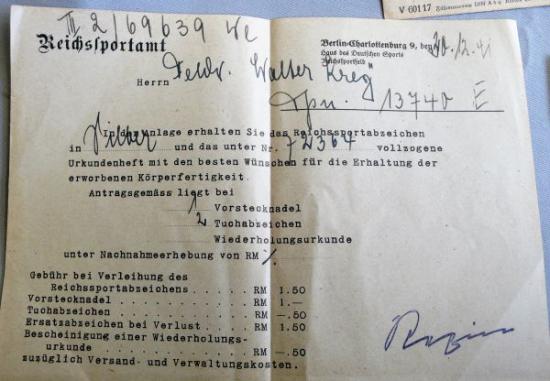 V 60117
II 2/69639 We
Reichssportamt
Berlin-Charlottenburg 9, den 30.12.41
Haus des Deutschen Sports
Reichssportfeld
Herrn Feldw. Walter
13740 E
In der Anlage erhalten Sie das Reichssportabzeichen
in Silber und das unter Nr. 72364 vollzogene
Urkundenheft mit den besten Wünschen für die Erhaltung der
erworbenen Körperfertigkeit.
Antragsgemäss liegt bei
1 Vorstecknadel
2 Tuchabzeichen
Wiederholungsurkunde
unter Nachnahmeerhebung von RM
Gebühr bei Verleihung des
Reichssportabzeichens . . . . . RM 1.50
Vorstecknadel . . . . . . . . RM 1.—
Tuchabzeichen . . . . . . . . RM —.50
Ersatzabzeichen bei Verlust . . RM 1.50
Bescheinigung einer Wiederholungs-
urkunde . . . . . . . . . . RM —.50
zuzüglich Versand- und Verwaltungskosten.